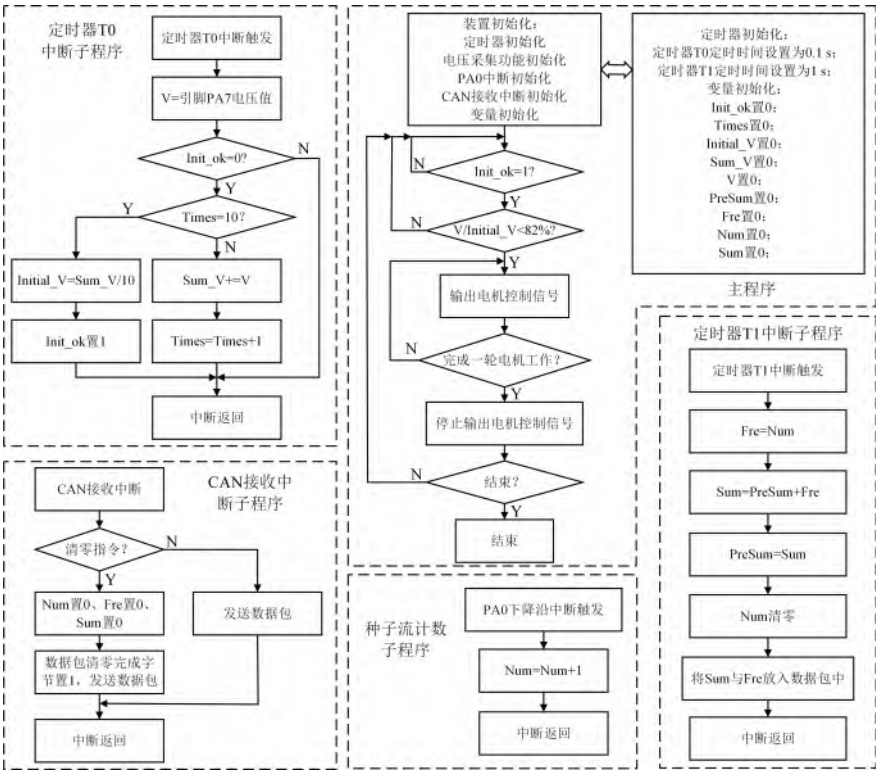 定时器T0
中断子程序
定时器T0中断触发
V=引脚PA7电压值
Init_ok=0?
N
Y
Times=10?
Y
N
Initial_V=Sum_V/10
Sum_V+=V
Init_ok置1
Times=Times+1
中断返回
装置初始化：
定时器初始化
电压采集功能初始化
PA0中断初始化
CAN接收中断初始化
变量初始化
Init_ok=1?
N
Y
V/Initial_V<82%?
N
Y
输出电机控制信号
完成一轮电机工作?
N
Y
停止输出电机控制信号
结束?
N
Y
结束
定时器初始化：
定时器T0定时时间设置为0.1 s；
定时器T1定时时间设置为1 s；
变量初始化：
Init_ok置0；
Times置0；
Initial_V置0；
Sum_V置0；
V置0；
PreSum置0；
Fre置0；
Num置0；
Sum置0；
主程序
CAN接收中断
CAN接收中
断子程序
清零指令?
N
Y
Num置0、Fre置0、
Sum置0
发送数据包
数据包清零完成字
节置1，发送数据包
中断返回
种子流计数
子程序
PA0下降沿中断触发
Num=Num+1
中断返回
定时器T1中断子程序
定时器T1中断触发
Fre=Num
Sum=PreSum+Fre
PreSum=Sum
Num清零
将Sum与Fre放入数据包中
中断返回